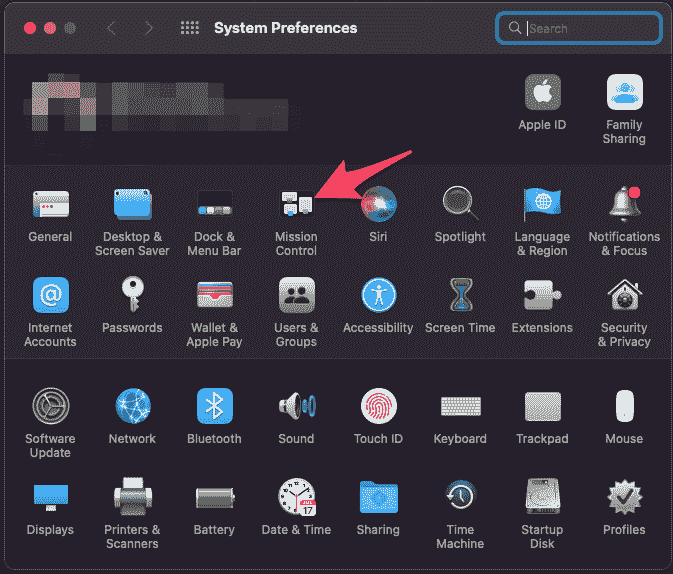 System Preferences
Search
Apple ID
Family
Sharing
General
Desktop &
Screen Saver
Dock &
Menu Bar
Mission
Control
Siri
Spotlight
Language
& Region
Notifications
& Focus
Internet
Accounts
Passwords
Wallet &
Apple Pay
Users &
Groups
Accessibility
Screen Time
Extensions
Security
& Privacy
Software
Update
Network
Bluetooth
Sound
Touch ID
Keyboard
Trackpad
Mouse
JUL
17
Displays
Printers &
Scanners
Battery
Date & Time
Sharing
Time
Machine
Startup
Disk
Profiles